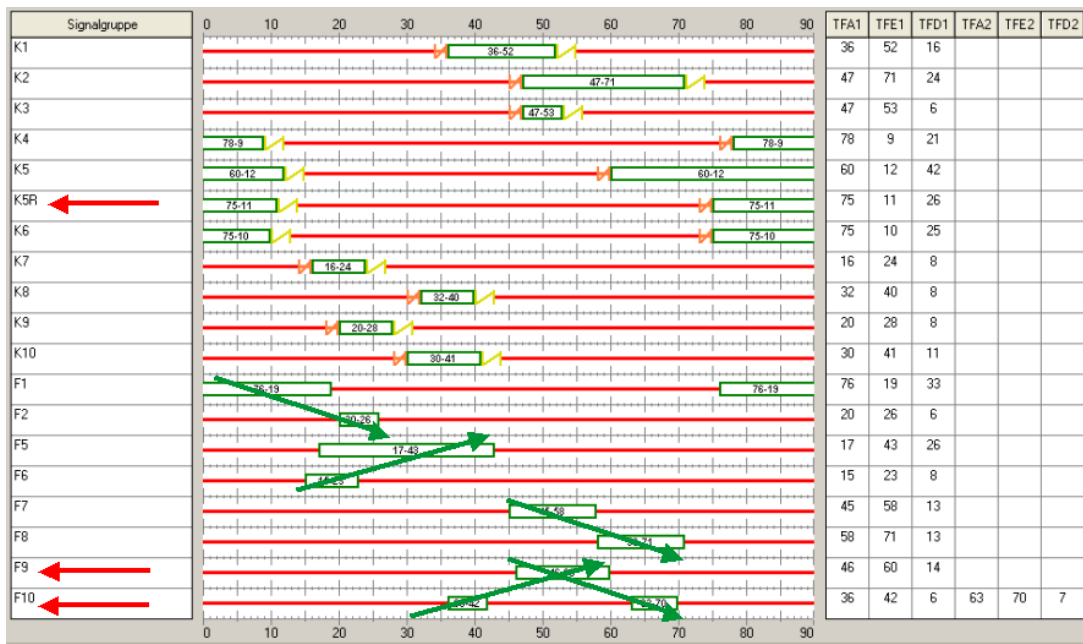 Signalgruppe 0 10 20 30 40 50 60 70 80 90 TFA1 TFE1 TFD1 TFA2 TFE2 TFD2
K1 36-52 36 52 16
K2 47-71 47 71 24
K3 47-53 47 53 6
K4 78-9 78-9 78 9 21
K5 60-12 60-12 60 12 42
K5R 75-11 75-11 75 11 26
K6 75-10 75-10 75 10 25
K7 16-24 16 24 8
K8 32-40 32 40 8
K9 20-28 20 28 8
K10 30-41 30 41 11
F1 76-19 76-19 76 19 33
F2 20-26 20 26 6
F5 17-43 17 43 26
F6 15 23 8
F7 45-58 45 58 13
F8 58 71 13
F9 46 60 14
F10 36-42 36 42 6 63 70 7
0 10 20 30 40 50 60 70 80 90